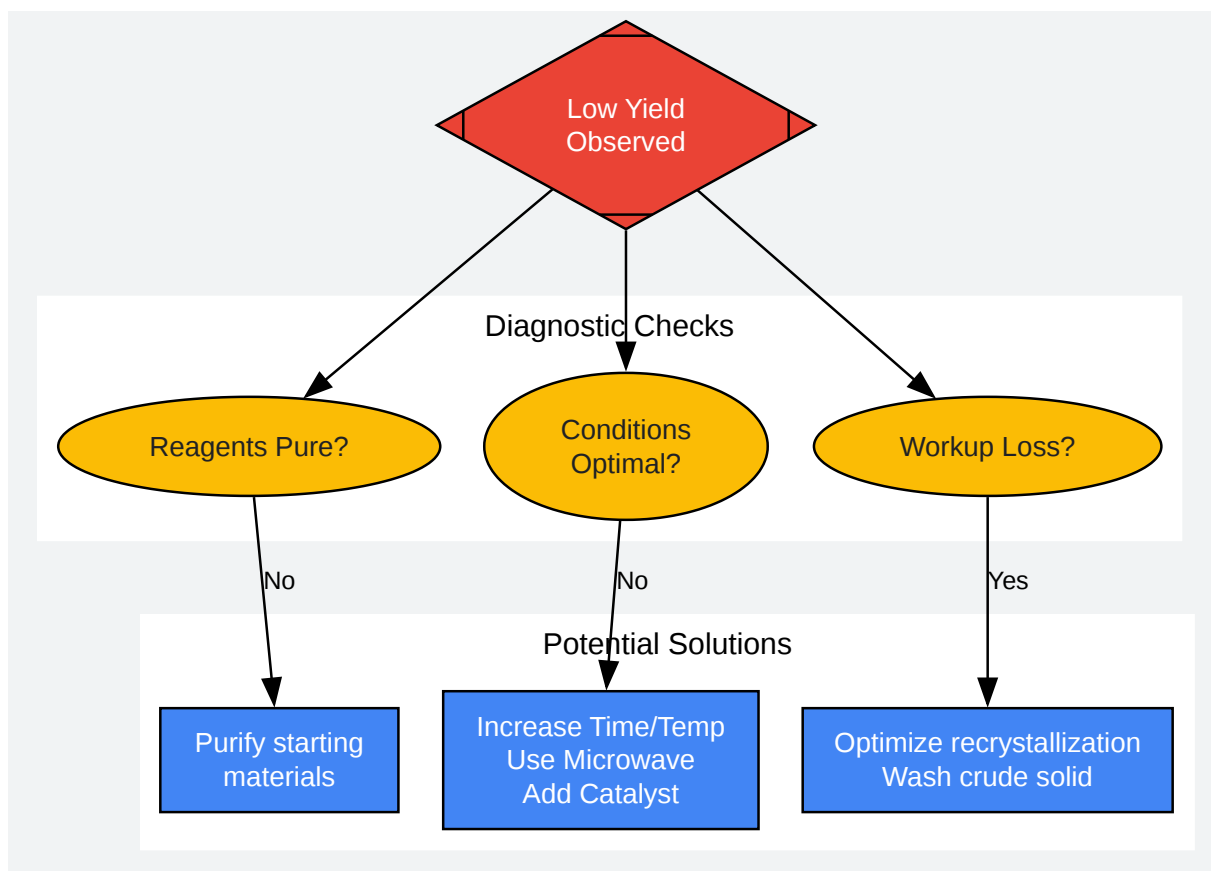 Low Yield
Observed
Diagnostic Checks
Reagents Pure?
Conditions
Optimal?
Workup Loss?
No
No
Yes
Potential Solutions
Purify starting
materials
Increase Time/Temp
Use Microwave
Add Catalyst
Optimize recrystallization
Wash crude solid